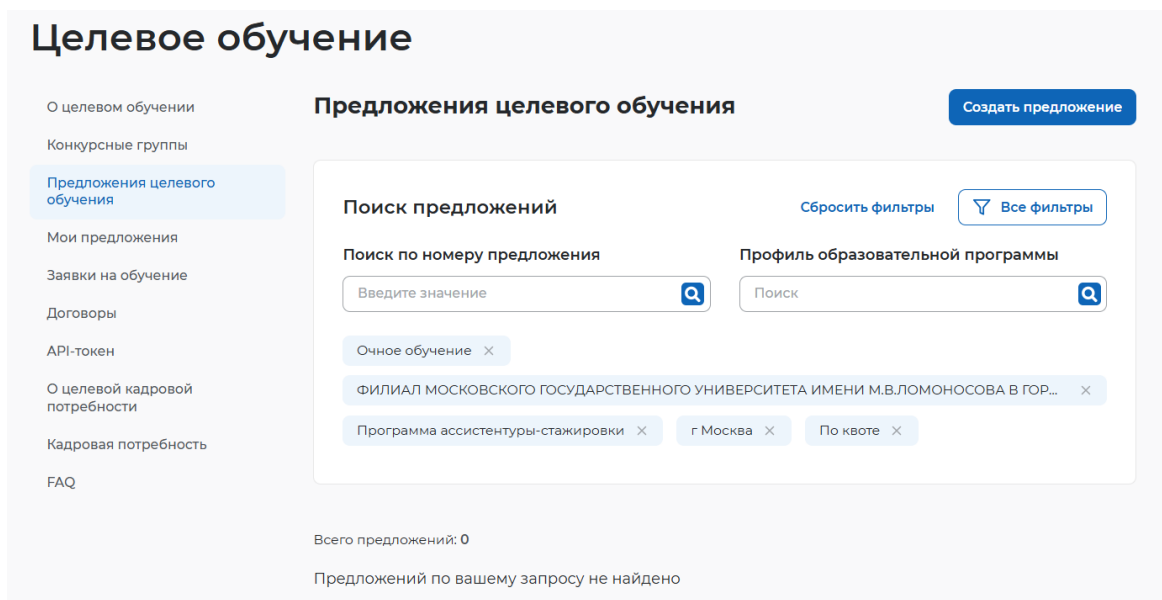 Целевое обучение
О целевом обучении
Конкурсные группы
Предложения целевого
обучения
Мои предложения
Заявки на обучение
Договоры
API-токен
О целевой кадровой
потребности
Кадровая потребность
FAQ
Предложения целевого обучения
Создать предложение
Поиск предложений
Сбросить фильтры
Все фильтры
Поиск по номеру предложения
Профиль образовательной программы
Введите значение
Поиск
Очное обучение
ФИЛИАЛ МОСКОВСКОГО ГОСУДАРСТВЕННОГО УНИВЕРСИТЕТА ИМЕНИ М.В.ЛОМОНОСОВА В ГОР...
Программа ассистентуры-стажировки
г Москва
По квоте
Всего предложений: 0
Предложений по вашему запросу не найдено